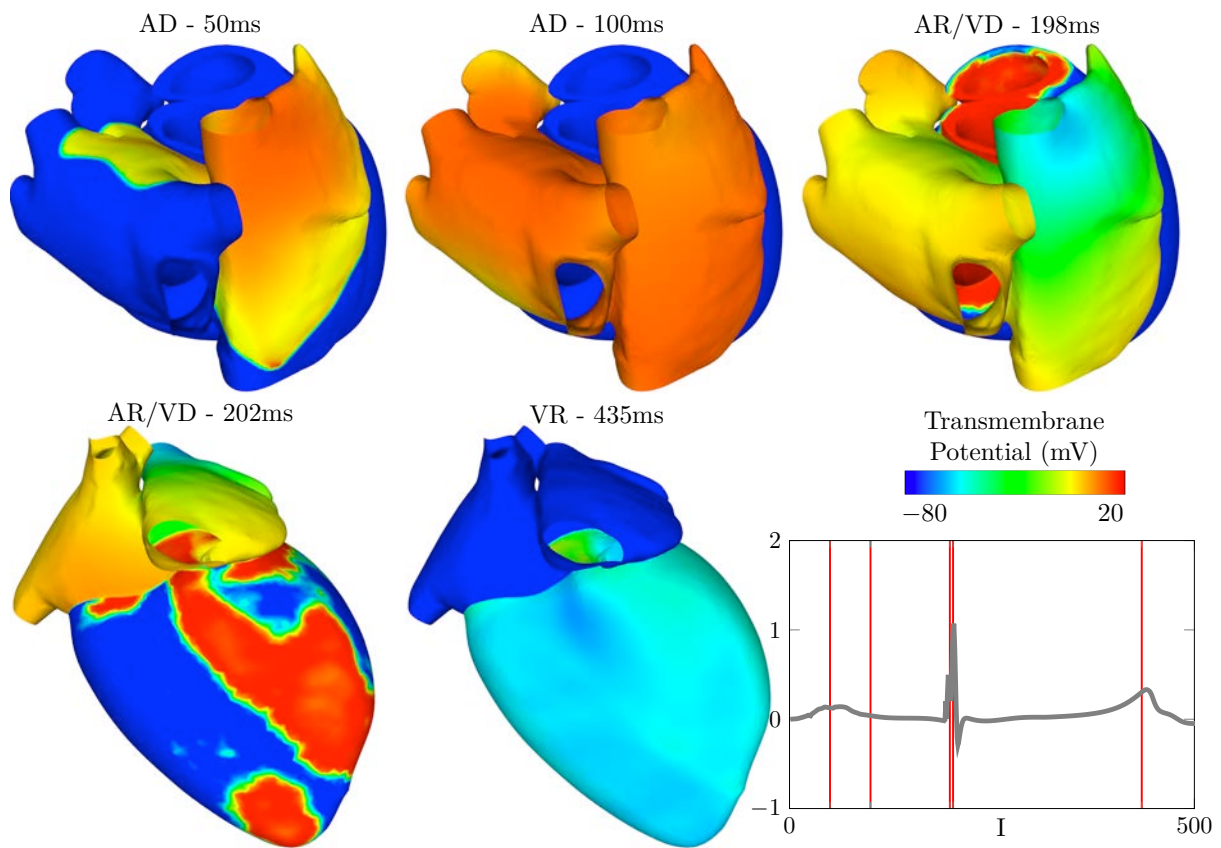 AD - 50ms
AD - 100ms
AR/VD - 198ms
AR/VD - 202ms
VR - 435ms
Transmembrane
Potential (mV)
−80
20
2
1
0
−1
0
I
500